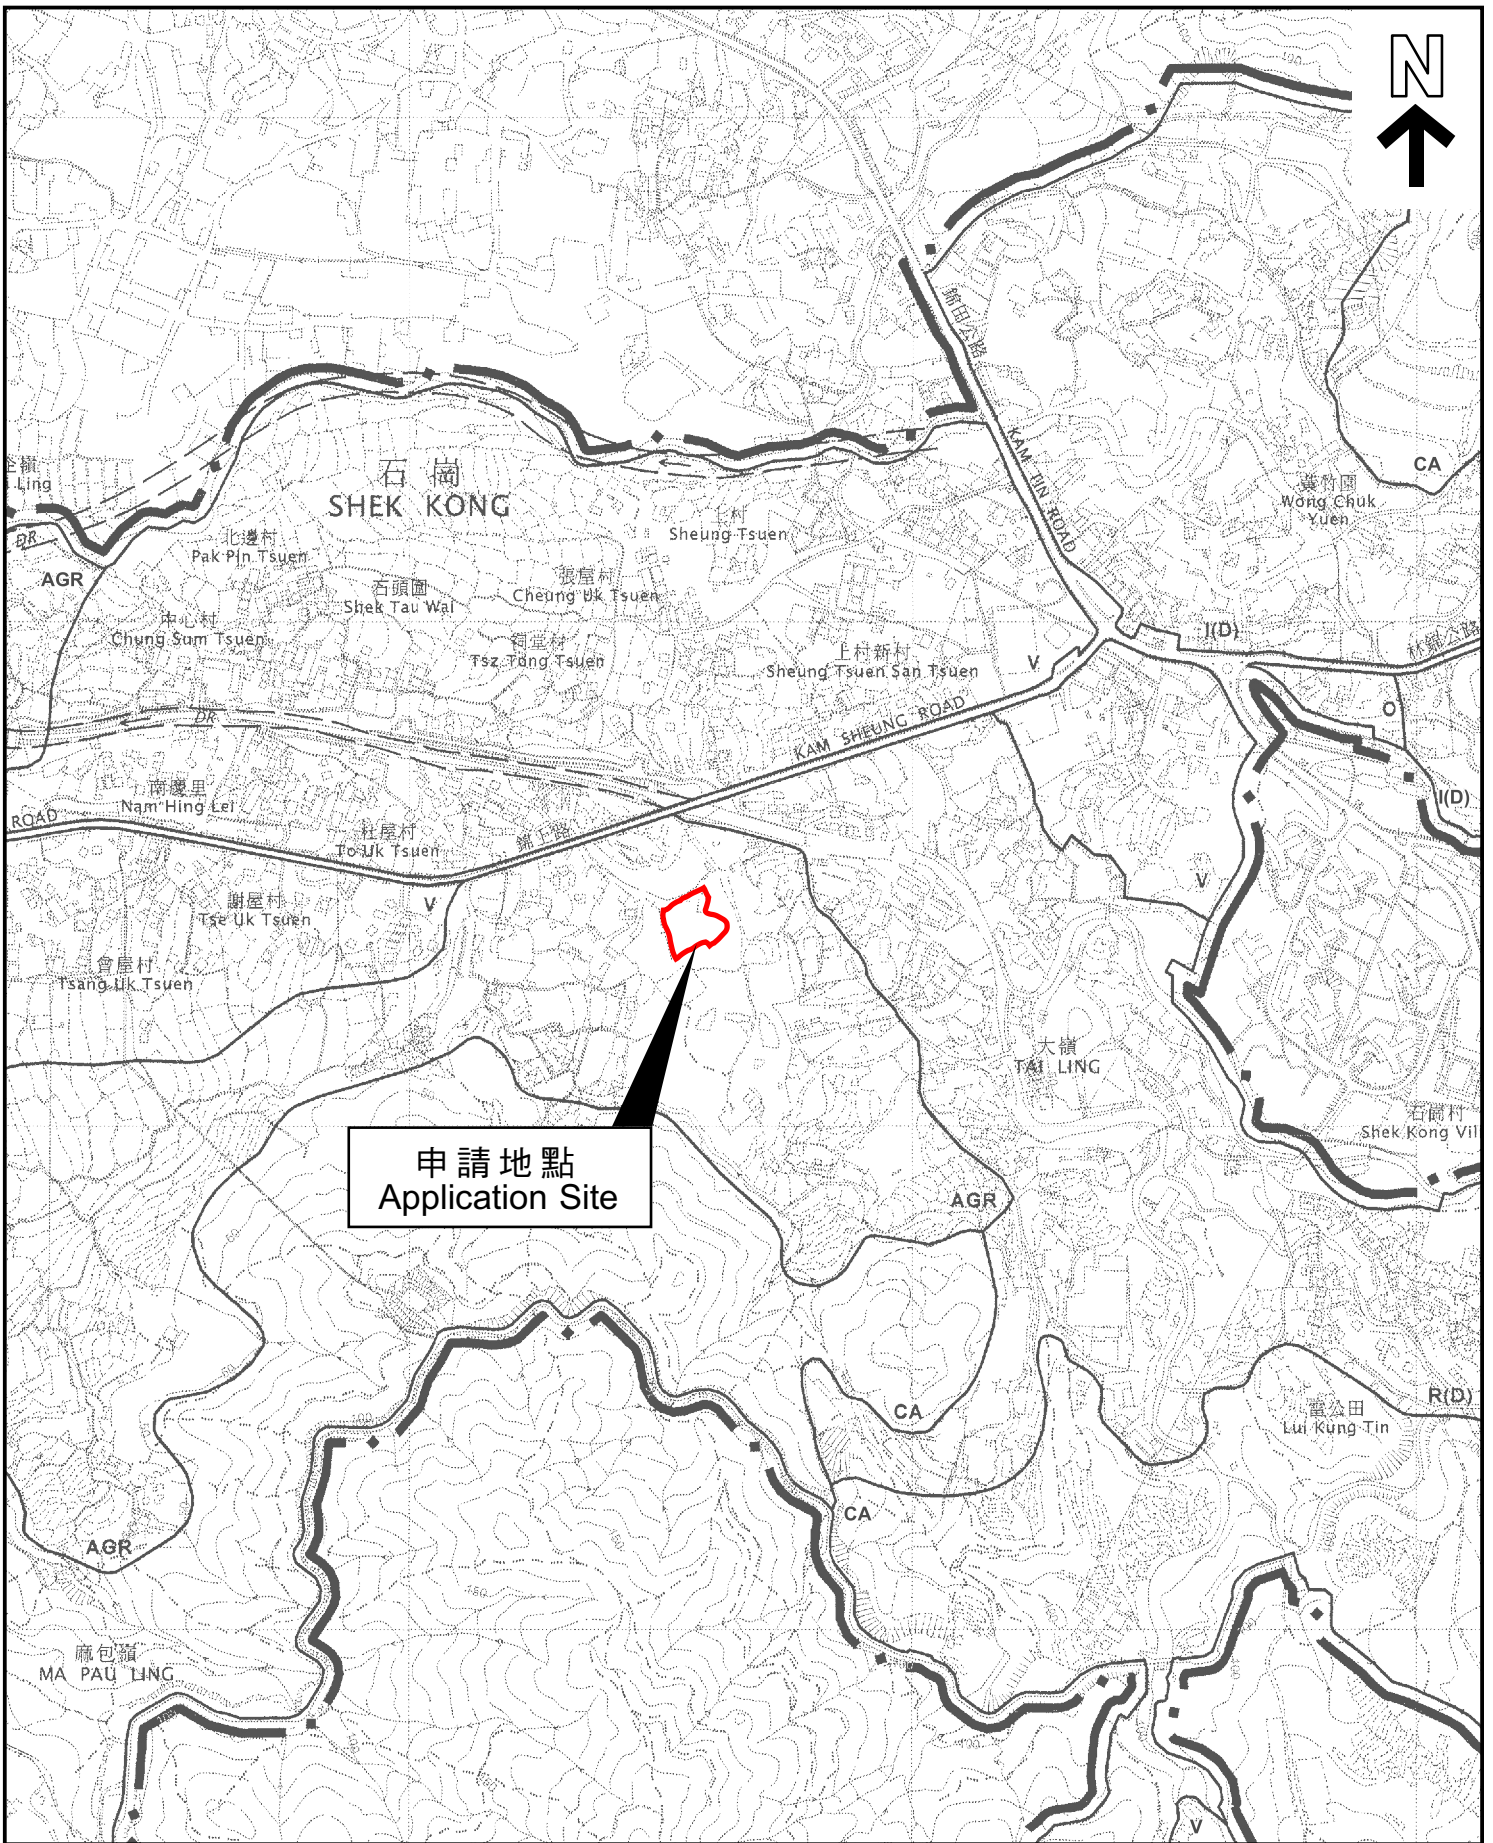 N
錦田公路
KAM TIN ROAD
石崗
SHEK KONG
Ling
DR
AGR
北邊村
Pak Pin Tsuen
上村
Sheung Tsuen
黃竹園
Wong Chuk
Yuen
CA
石頭圍
Shek Tau Wai
張屋村
Cheung Uk Tsuen
中心村
Chung Sum Tsuen
祠堂村
Tsz Tong Tsuen
上村新村
Sheung Tsuen San Tsuen
V
I(D)
林錦公路
O
DR
KAM SHEUNG ROAD
南慶里
Nam Hing Lei
I(D)
ROAD
杜屋村
To Uk Tsuen
錦上路
謝屋村
Tse Uk Tsuen
V
V
曾屋村
Tsang Uk Tsuen
大嶺
TAI LING
石崗村
Shek Kong Vil
申請地點
Application Site
AGR
CA
R(D)
雷公田
Lui Kung Tin
CA
AGR
麻包嶺
MA PAU LING
V